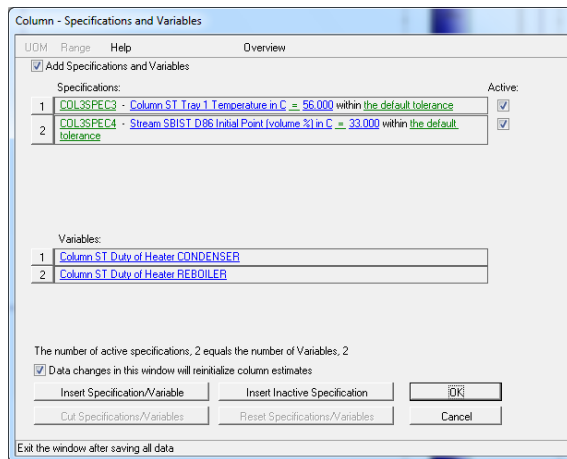 Column - Specifications and Variables
UOM Range Help Overview
Add Specifications and Variables
Specifications: Active:
1 COL3SPEC3 - Column ST Tray 1 Temperature in C = 56.000 within the default tolerance
2 COL3SPEC4 - Stream SBIST D86 Initial Point (volume %) in C = 33.000 within the default
tolerance
Variables:
1 Column ST Duty of Heater CONDENSER
2 Column ST Duty of Heater REBOILER
The number of active specifications, 2 equals the number of Variables, 2
Data changes in this window will reinitialize column estimates
Insert Specification/Variable Insert Inactive Specification OK
Cut Specifications/Variables Reset Specifications/Variables Cancel
Exit the window after saving all data